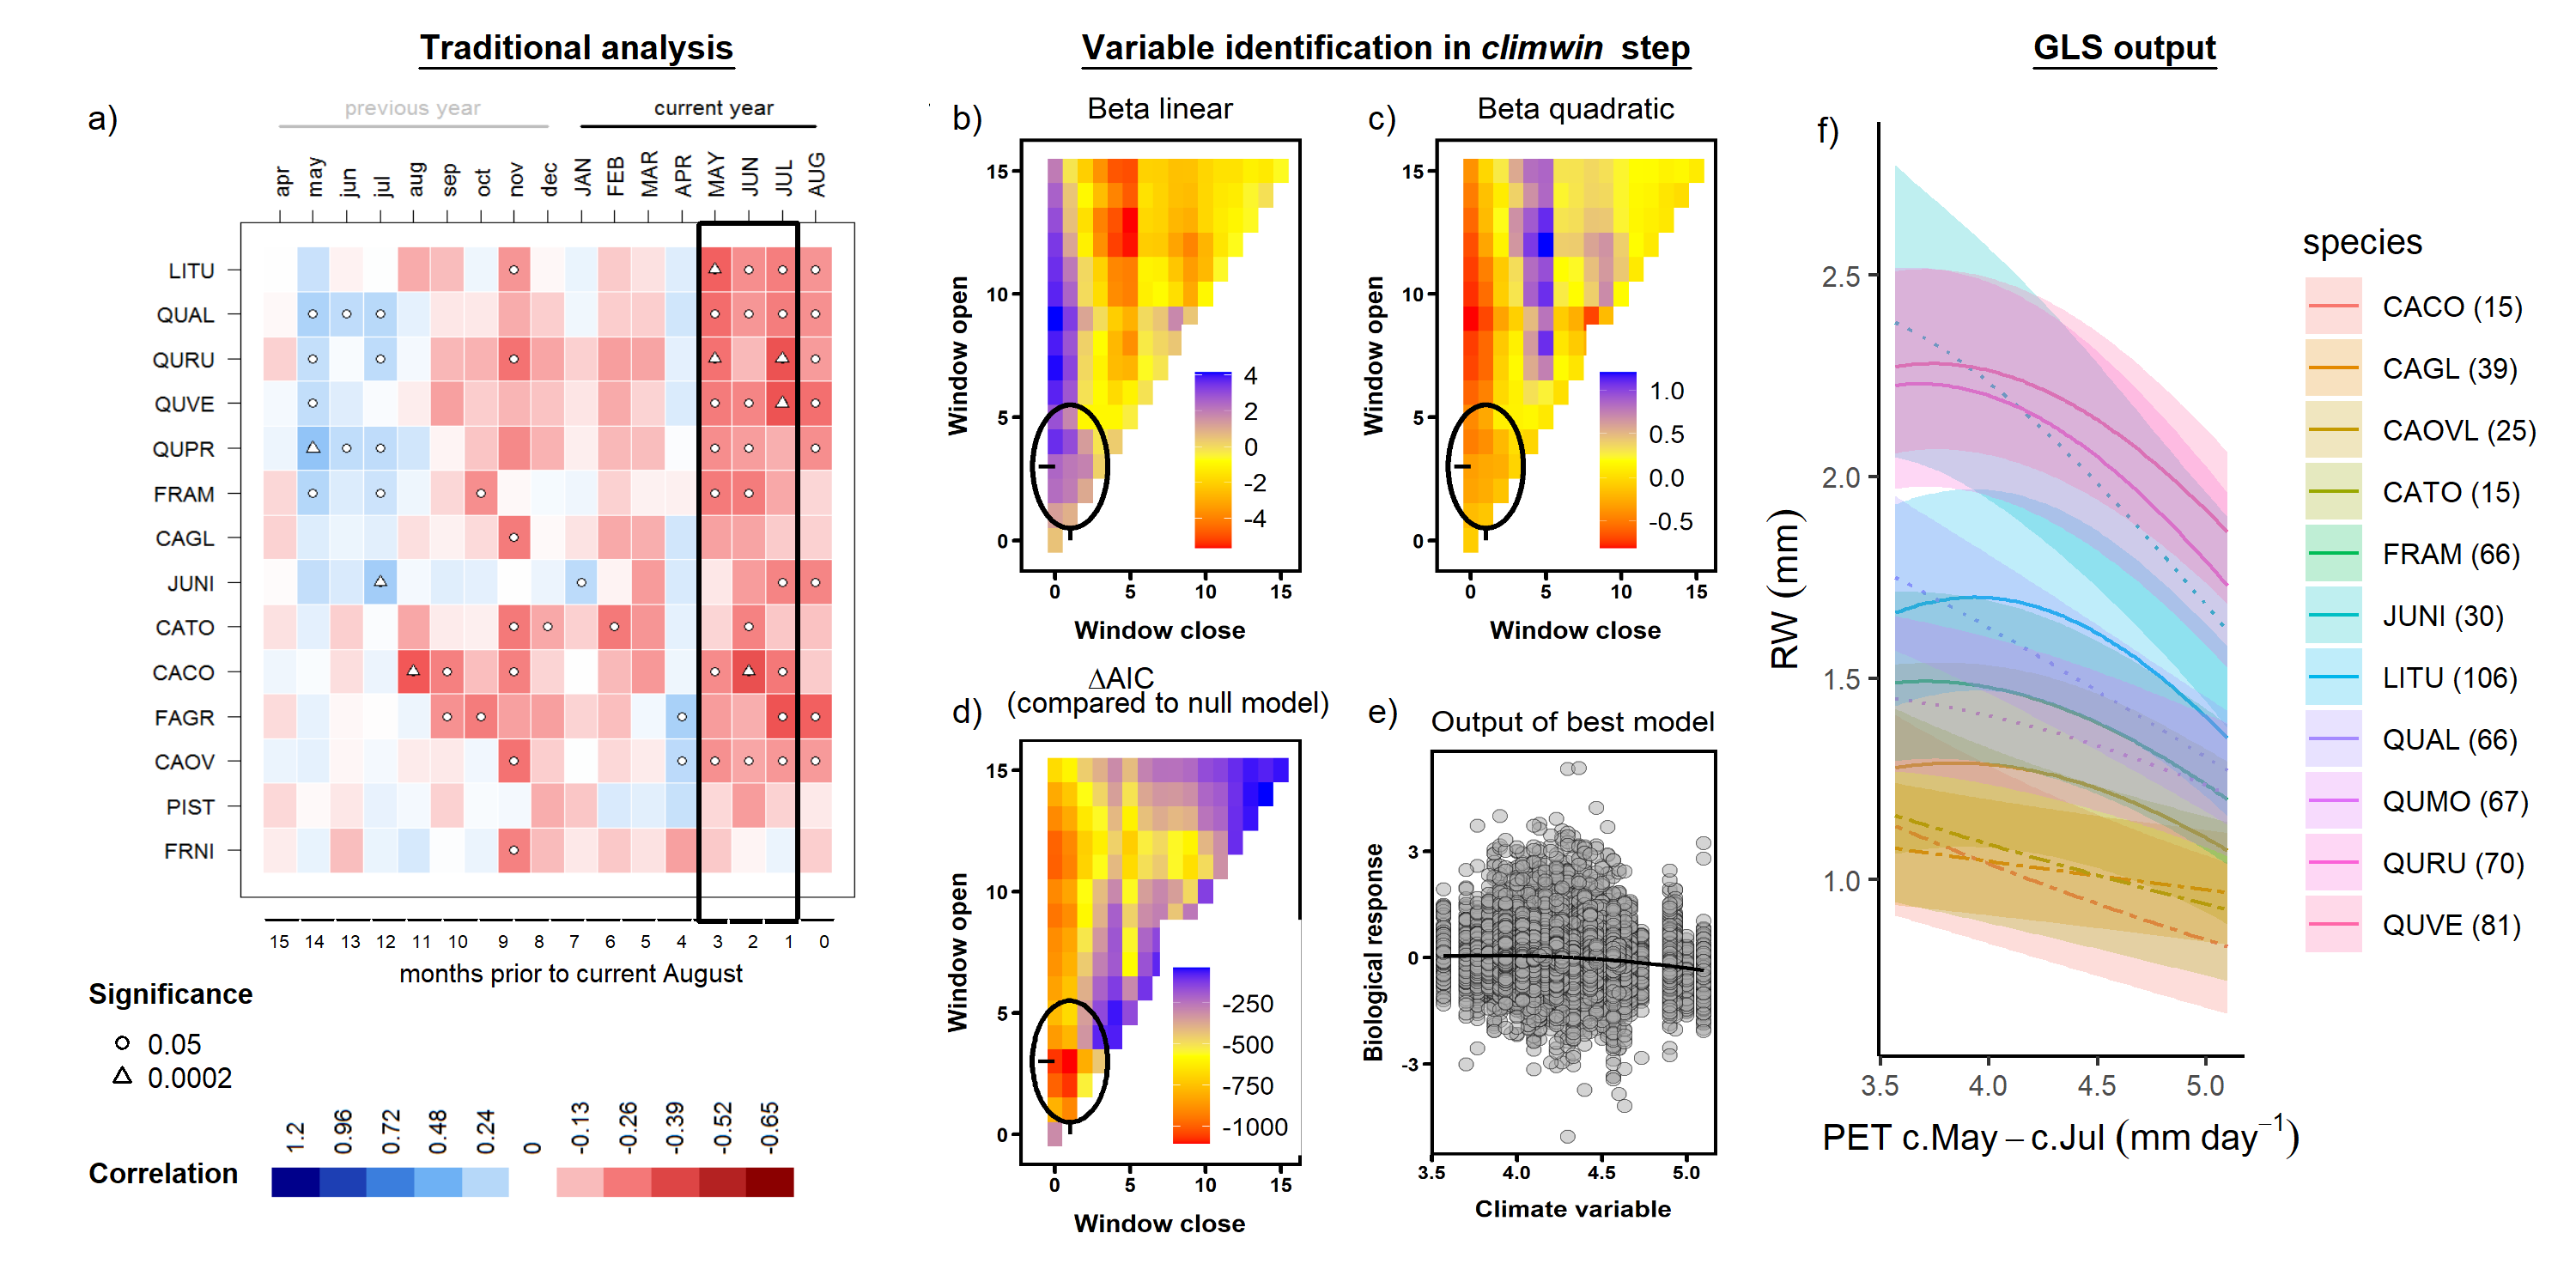 Traditional analysis
Variable identification in climwin step
GLS output
a)
previous year
current year
apr may jun jul aug sep oct nov dec JAN FEB MAR APR MAY JUN JUL AUG
LITU
QUAL
QURU
QUVE
QUPR
FRAM
CAGL
JUNI
CATO
CACO
FAGR
CAOV
PIST
FRNI
15 14 13 12 11 10 9 8 7 6 5 4 3 2 1 0
months prior to current August
Significance
0.05
0.0002
1.2 0.96 0.72 0.48 0.24 0 -0.13 -0.26 -0.39 -0.52 -0.65
Correlation
b)
Beta linear
Window open
15
10
5
0
4
2
0
-2
-4
0 5 10 15
Window close
c)
Beta quadratic
Window open
15
10
5
0
1.0
0.5
0.0
-0.5
0 5 10 15
Window close
d)
ΔAIC
(compared to null model)
Window open
15
10
5
0
-250
-500
-750
-1000
0 5 10 15
Window close
e)
Output of best model
Biological response
3
0
-3
3.5 4.0 4.5 5.0
Climate variable
f)
RW (mm)
2.5
2.0
1.5
1.0
3.5 4.0 4.5 5.0
PET c.May – c.Jul (mm day⁻¹)
species
CACO (15)
CAGL (39)
CAOVL (25)
CATO (15)
FRAM (66)
JUNI (30)
LITU (106)
QUAL (66)
QUMO (67)
QURU (70)
QUVE (81)